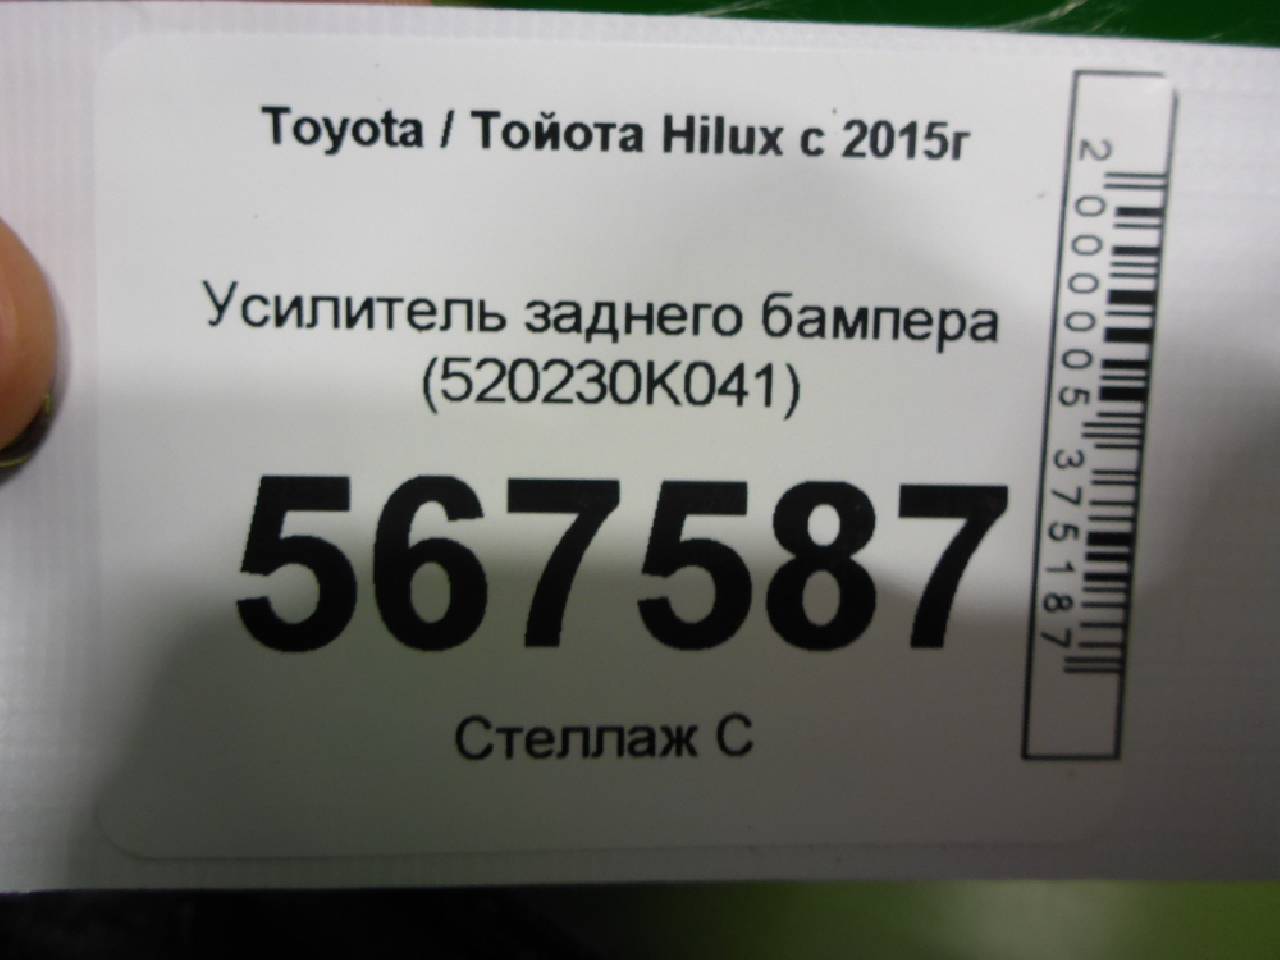 Toyota / Тойота Hilux с 2015г
Усилитель заднего бампера
(520230K041)
567587
Стеллаж С
2000005375187